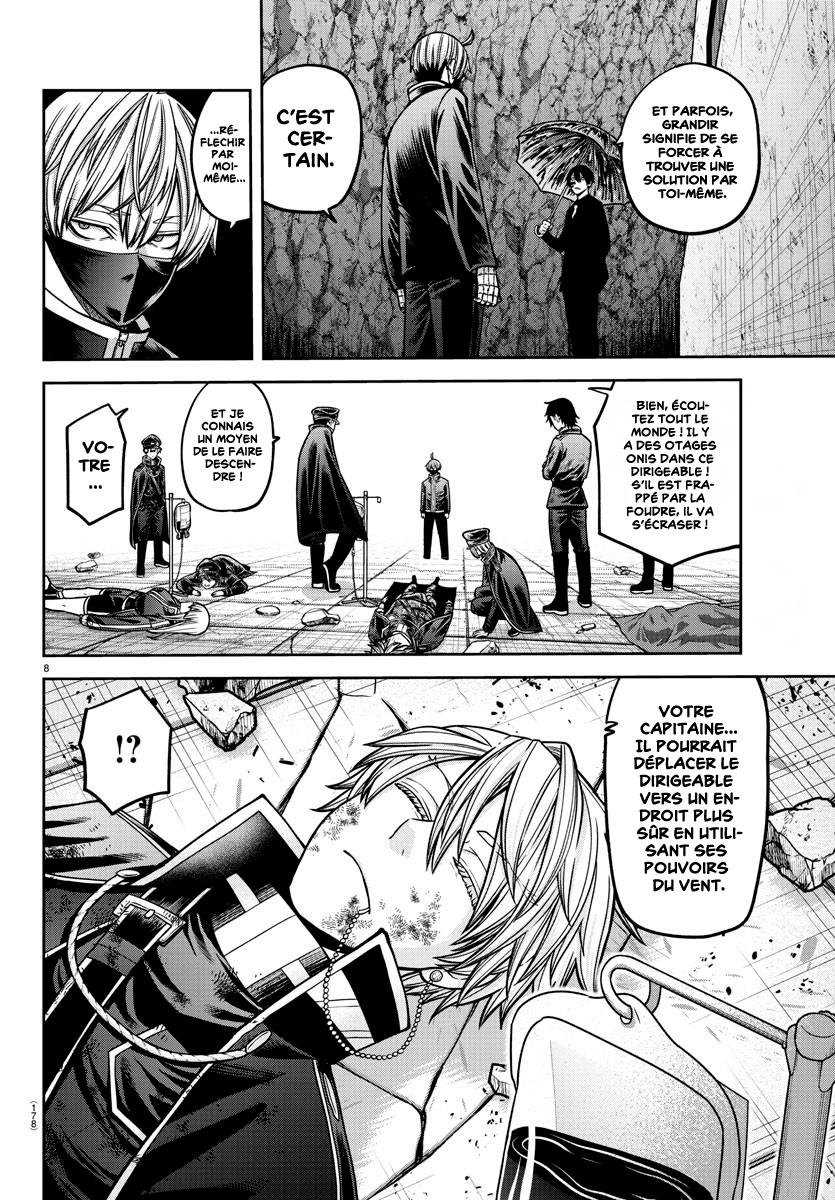 ET PARFOIS,
GRANDIR
SIGNIFIE DE SE
FORCER À
TROUVER UNE
SOLUTION PAR
TOI-MÊME.
C'EST
CER-
TAIN.
...RÉ-
FLECHIR
PAR
MOI-
MÊME...
BIEN, ÉCOU-
TEZ TOUT LE
MONDE ! IL Y
A DES OTAGES
ONIS DANS CE
DIRIGEABLE !
S'IL EST FRAP-
PÉ PAR LA
FOUDRE, IL VA
S'ÉCRASER !
ET JE
CONNAIS
UN MOYEN
DE LE FAIRE
DESCEN-
DRE !
VO-
TRE
...
8
VOTRE
CAPITAINE...
IL POURRAIT
DÉPLACER LE
DIRIGEABLE
VERS UN EN-
DROIT PLUS
SÛR EN UTILI-
SANT SES
POUVOIRS
DU VENT.
!?
(178)